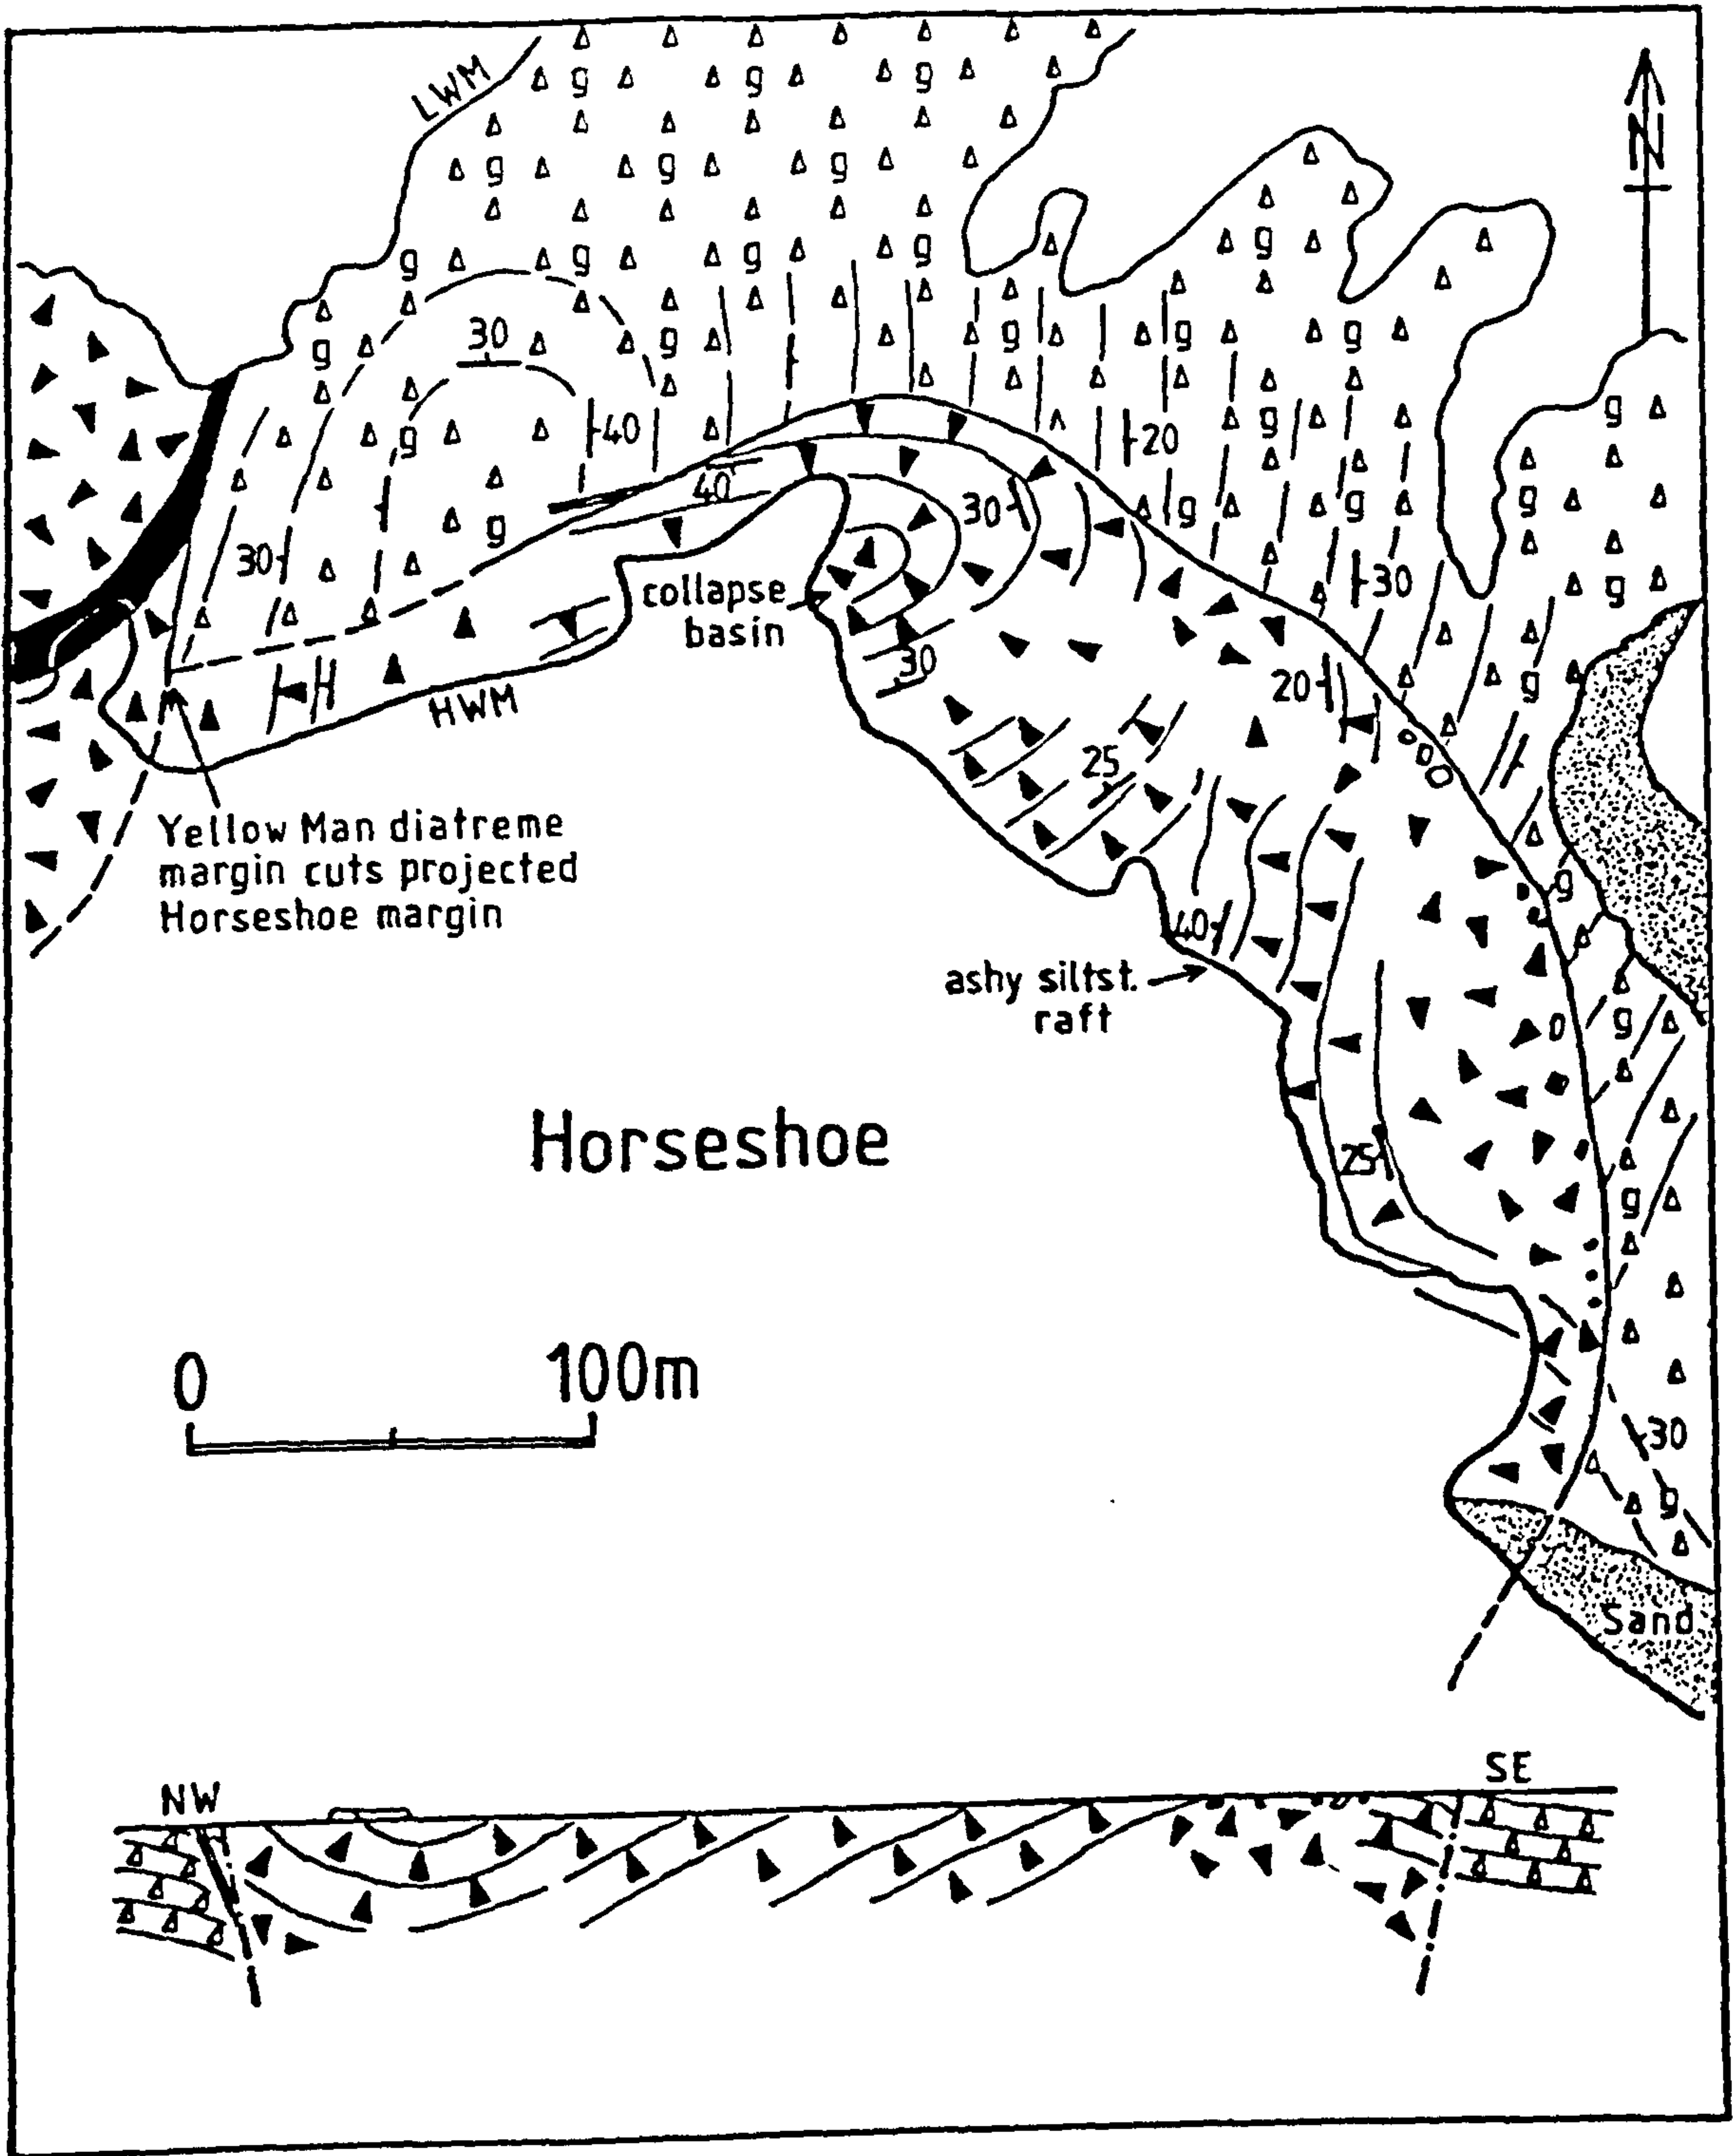 LWM
g g g
N
g g g
g g g g g
g 30 g g g g
g 40 20 g g
40
g 30 g g g
30 30 g
collapse
basin
30
20 g
HWM
25
Yellow Man diatreme
margin cuts projected
Horseshoe margin
g
40
ashy siltst.
raft
g
Horseshoe
25
g
0 100m
30
g
Sand
NW SE